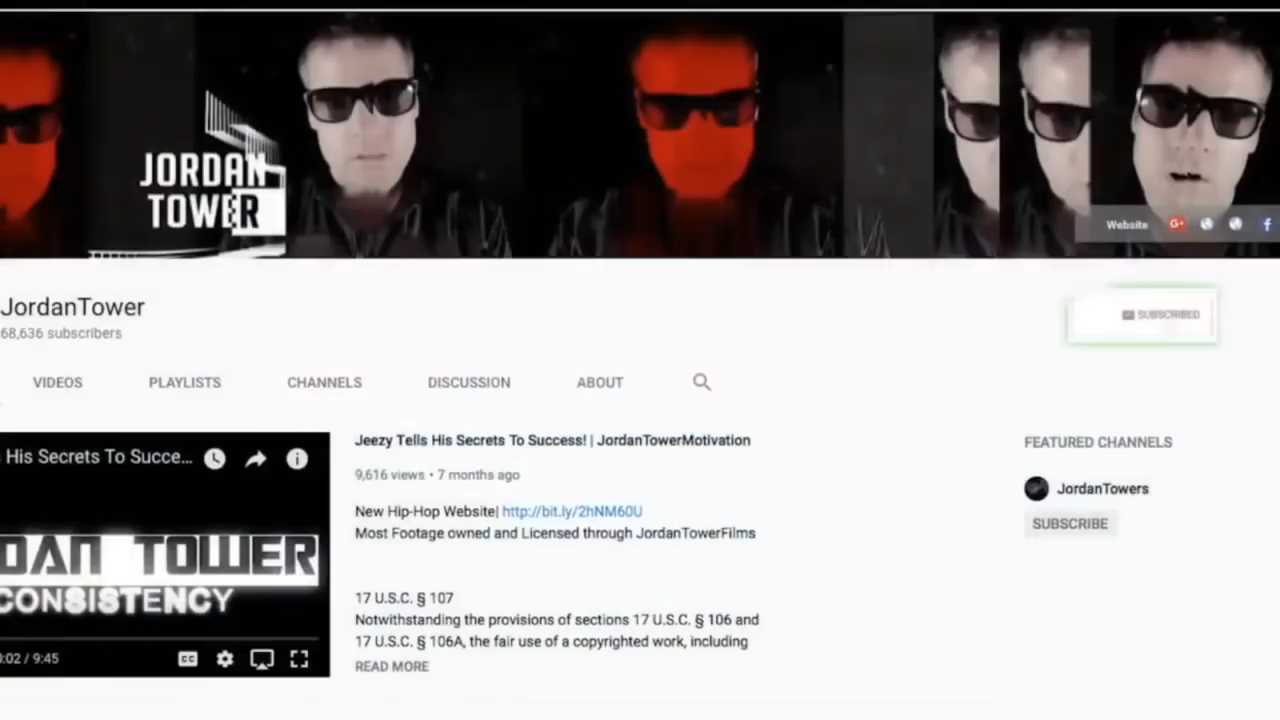 JORDAN
TOWER
Website
JordanTower
68,636 subscribers
SUBSCRIBED
VIDEOS PLAYLISTS CHANNELS DISCUSSION ABOUT
His Secrets To Succe...
DAN TOWER
CONSISTENCY
0:02 / 9:45
Jeezy Tells His Secrets To Success! | JordanTowerMotivation
9,616 views • 7 months ago
New Hip-Hop Website| http://bit.ly/2hNM60U
Most Footage owned and Licensed through JordanTowerFilms
17 U.S.C. § 107
Notwithstanding the provisions of sections 17 U.S.C. § 106 and
17 U.S.C. § 106A, the fair use of a copyrighted work, including
READ MORE
FEATURED CHANNELS
JordanTowers
SUBSCRIBE